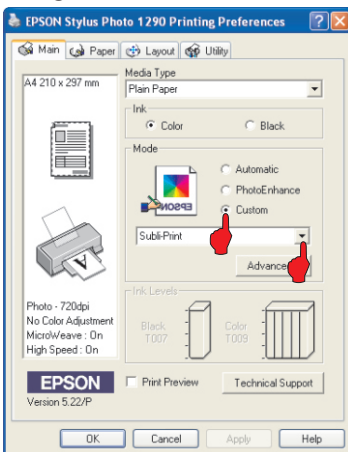 EPSON Stylus Photo 1290 Printing Preferences
Main Paper Layout Utility
A4 210 x 297 mm
Media Type
Plain Paper
Ink
Color Black
Mode
Automatic
PhotoEnhance
Custom
EPSON
Subli-Print
Advance
Photo - 720dpi
No Color Adjustment
MicroWeave : On
High Speed : On
Ink Levels
Black
T007
Color
T009
EPSON
Version 5.22/P
Print Preview
Technical Support
OK Cancel Apply Help